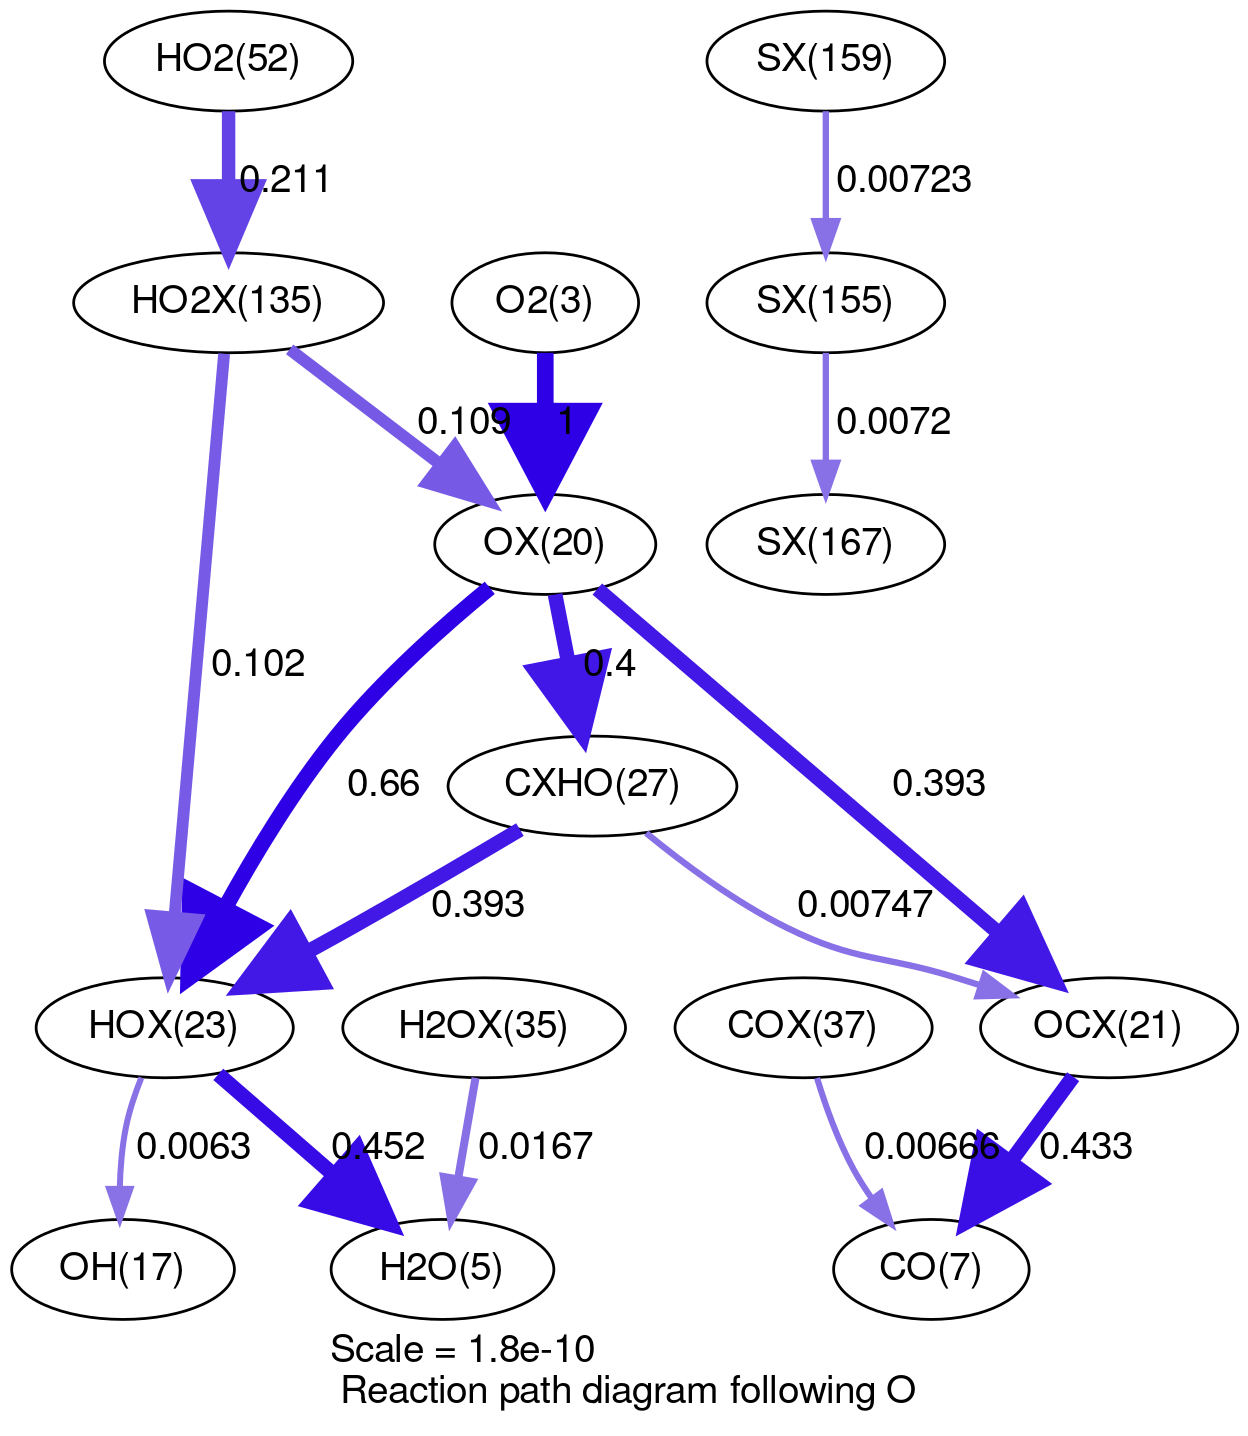 HO2(52)
SX(159)
0.211
0.00723
HO2X(135)
O2(3)
SX(155)
0.109
1
0.0072
OX(20)
SX(167)
0.102
0.4
0.66
CXHO(27)
0.393
0.393
0.00747
HOX(23)
H2OX(35)
COX(37)
OCX(21)
0.0063
0.452
0.0167
0.00666
0.433
OH(17)
H2O(5)
CO(7)
Scale = 1.8e-10
Reaction path diagram following O